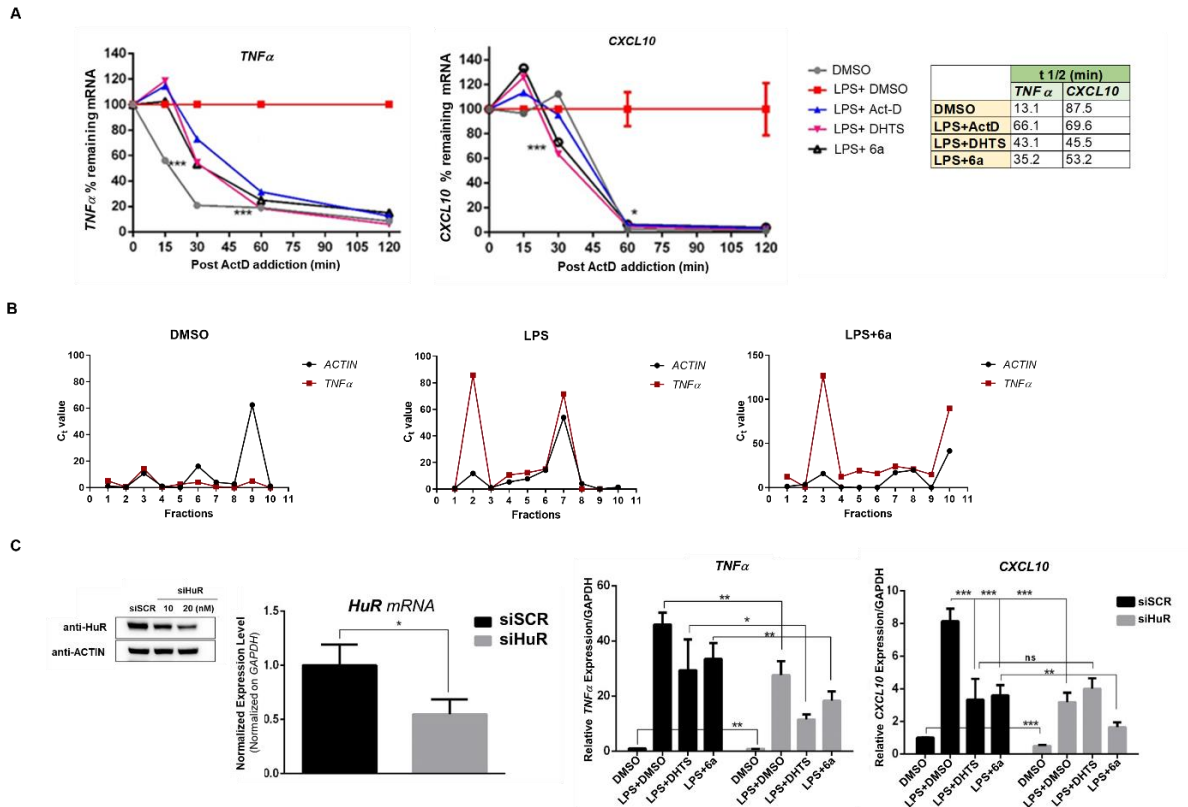 A
TNFα
TNFα % remaining mRNA
140
120
100
80
60
40
20
0
***
***
0 15 30 45 60 75 90 105 120
Post ActD addiction (min)
CXCL10
CXCL10 % remaining mRNA
140
120
100
80
60
40
20
0
***
*
0 15 30 45 60 75 90 105 120
Post ActD addiction (min)
DMSO
LPS+ DMSO
LPS+ Act-D
LPS+ DHTS
LPS+ 6a
t 1/2 (min)
TNF α CXCL10
DMSO 13.1 87.5
LPS+ActD 66.1 69.6
LPS+DHTS 43.1 45.5
LPS+6a 35.2 53.2
B
DMSO
Ct value
100
80
60
40
20
0
0 1 2 3 4 5 6 7 8 9 10 11
Fractions
ACTIN
TNFα
LPS
Ct value
100
80
60
40
20
0
0 1 2 3 4 5 6 7 8 9 10 11
Fractions
ACTIN
TNFα
LPS+6a
Ct value
150
100
50
0
0 1 2 3 4 5 6 7 8 9 10 11
Fractions
ACTIN
TNFα
C
siHuR
siSCR 10 20 (nM)
anti-HuR
anti-ACTIN
HuR mRNA
Normalized Expression Level
(Normalized on GAPDH)
1.5
1.0
0.5
0.0
*
siSCR
siHuR
TNFα
Relative TNFα Expression/GAPDH
60
40
20
0
**
*
**
**
DMSO
LPS+DMSO
LPS+DHTS
LPS+6a
DMSO
LPS+DMSO
LPS+DHTS
LPS+6a
CXCL10
Relative CXCL10 Expression/GAPDH
10
8
6
4
2
0
*** *** ***
ns
**
***
siSCR
siHuR
DMSO
LPS+DMSO
LPS+DHTS
LPS+6a
DMSO
LPS+DMSO
LPS+DHTS
LPS+6a